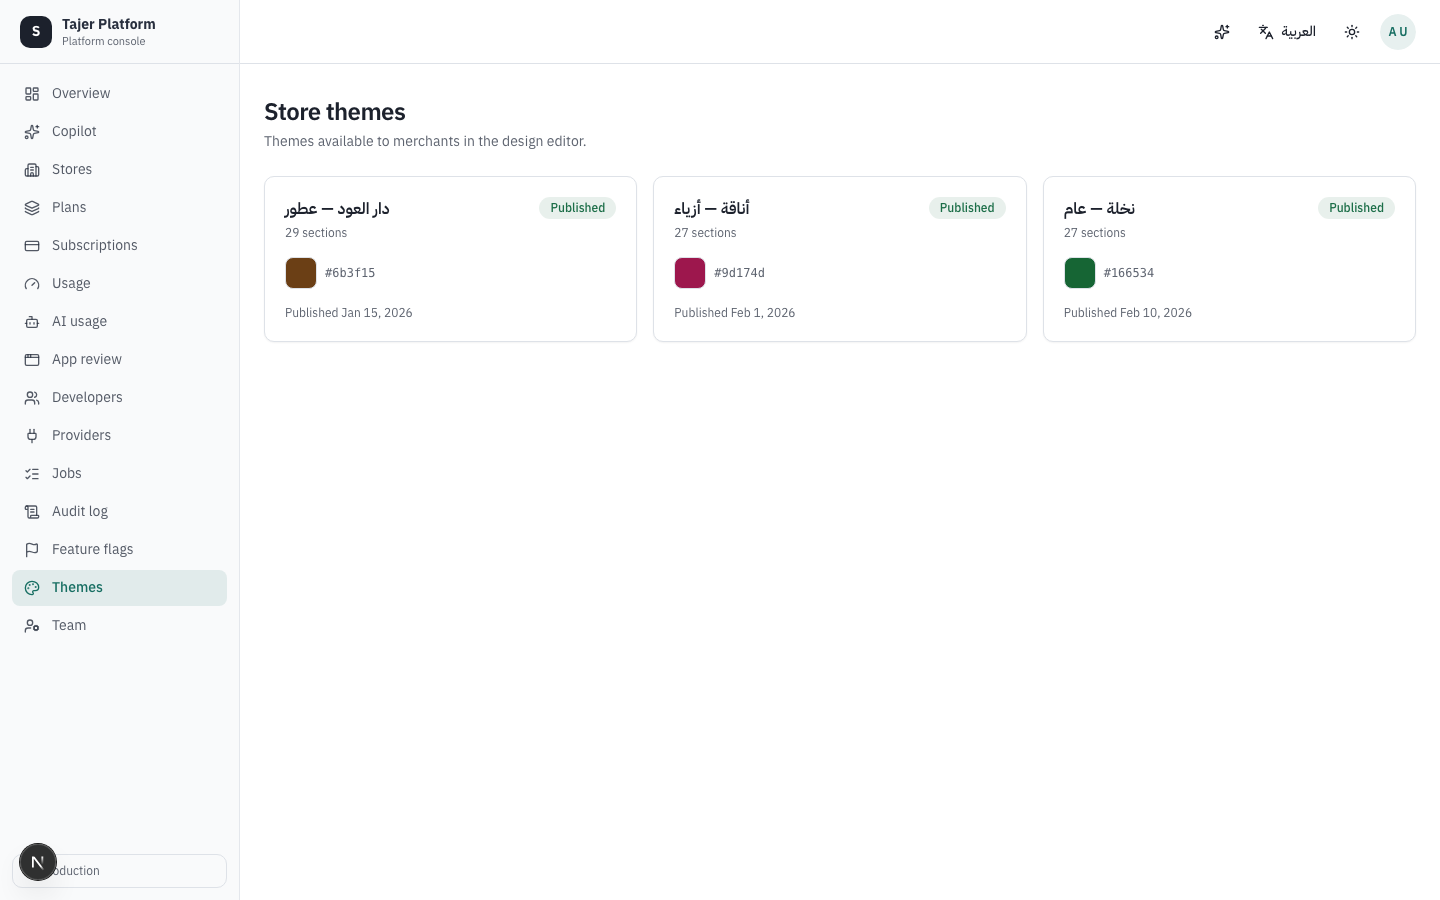 S
Tajer Platform
Platform console
العربية
A U
Overview
Copilot
Stores
Plans
Subscriptions
Usage
AI usage
App review
Developers
Providers
Jobs
Audit log
Feature flags
Themes
Team
N
oduction
Store themes
Themes available to merchants in the design editor.
دار العود — عطور
Published
29 sections
#6b3f15
Published Jan 15, 2026
أناقة — أزياء
Published
27 sections
#9d174d
Published Feb 1, 2026
نخلة — عام
Published
27 sections
#166534
Published Feb 10, 2026